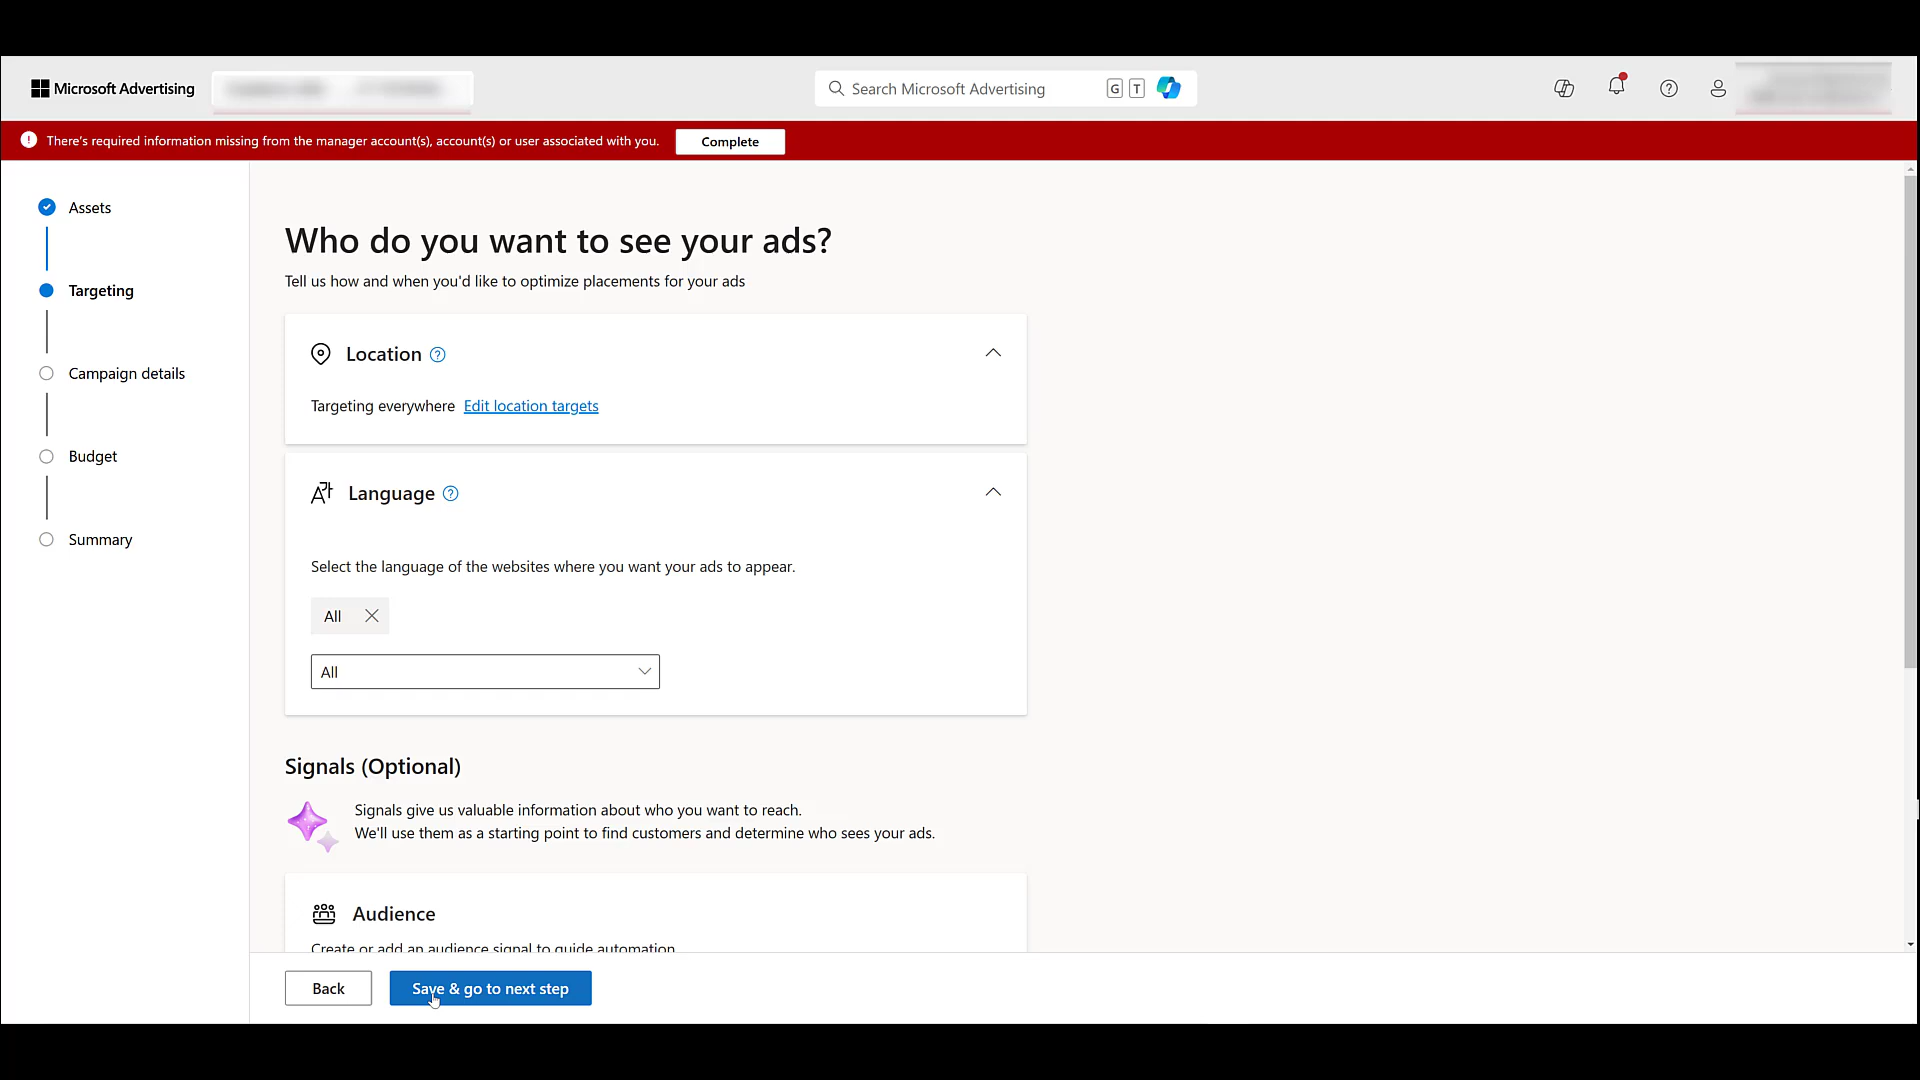 Microsoft Advertising
Search Microsoft Advertising
G T
There's required information missing from the manager account(s), account(s) or user associated with you.
Complete
Assets
Targeting
Campaign details
Budget
Summary
Who do you want to see your ads?
Tell us how and when you'd like to optimize placements for your ads
Location
Targeting everywhere Edit location targets
Language
Select the language of the websites where you want your ads to appear.
All
All
Signals (Optional)
Signals give us valuable information about who you want to reach.
We'll use them as a starting point to find customers and determine who sees your ads.
Audience
Create or add an audience signal to guide automation
Back
Save & go to next step